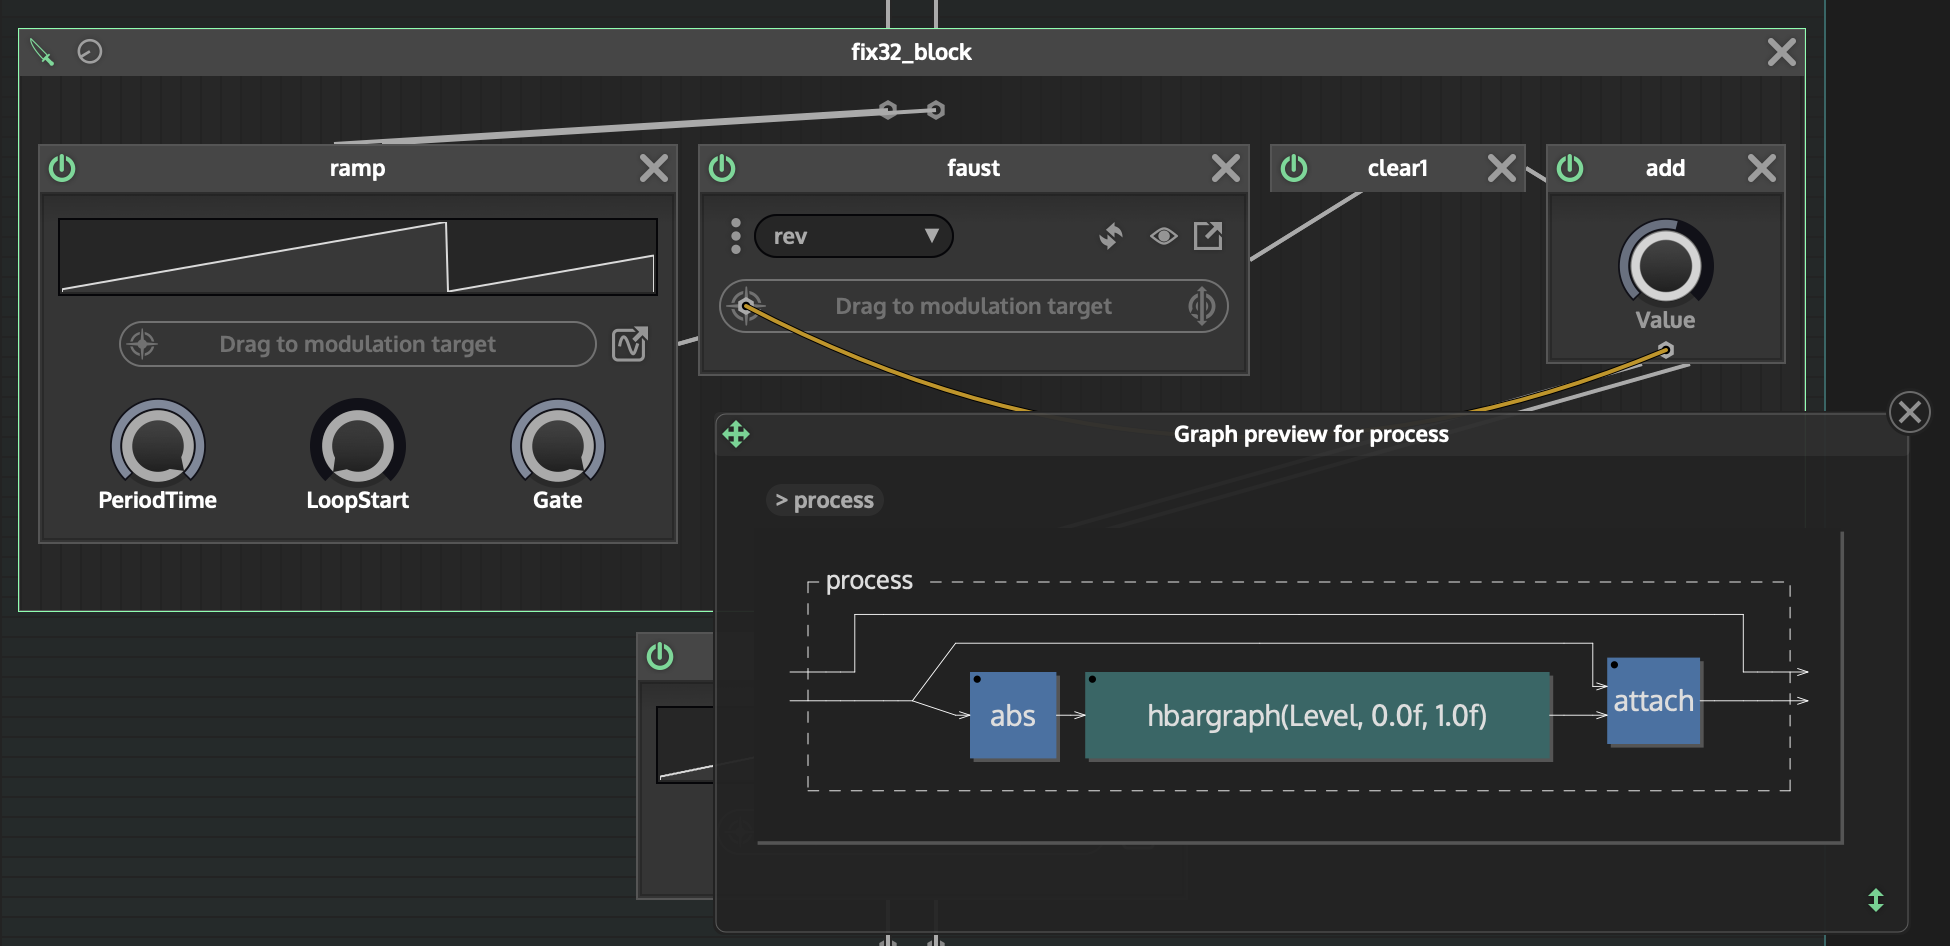 fix32_block
ramp
faust
clear1
add
rev
Drag to modulation target
Value
Drag to modulation target
PeriodTime
LoopStart
Gate
Graph preview for process
> process
process
abs
hbargraph(Level, 0.0f, 1.0f)
attach